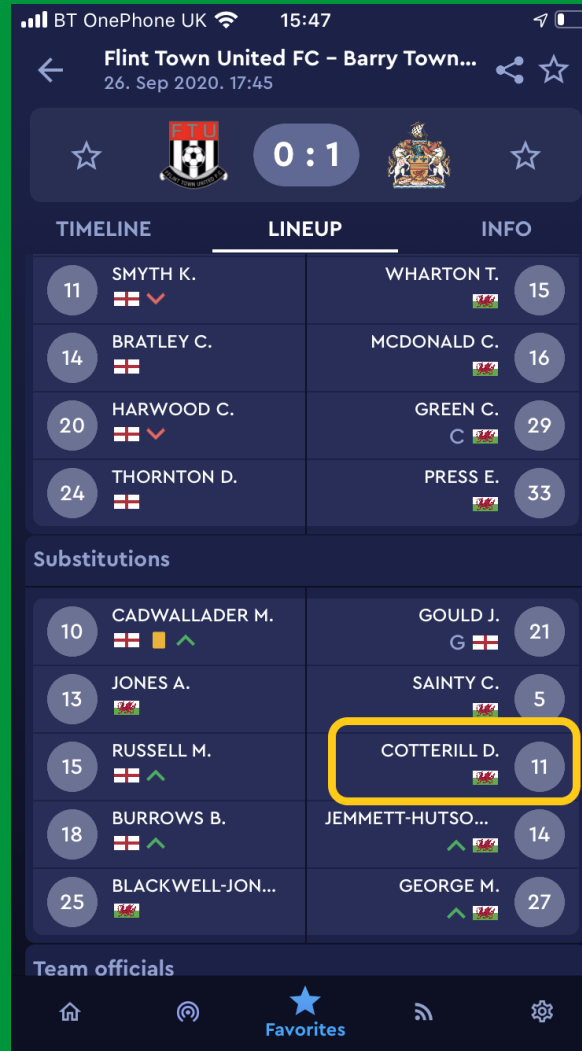 BT OnePhone UK 15:47
Flint Town United FC – Barry Town...
26. Sep 2020. 17:45
FTU
0 : 1
TIMELINE LINEUP INFO
11 SMYTH K. WHARTON T. 15
14 BRATLEY C. MCDONALD C. 16
20 HARWOOD C. GREEN C. 29
C
24 THORNTON D. PRESS E. 33
Substitutions
10 CADWALLADER M. GOULD J. 21
G
13 JONES A. SAINTY C. 5
15 RUSSELL M. COTTERILL D. 11
18 BURROWS B. JEMMETT-HUTSO... 14
25 BLACKWELL-JON... GEORGE M. 27
Team officials
Favorites